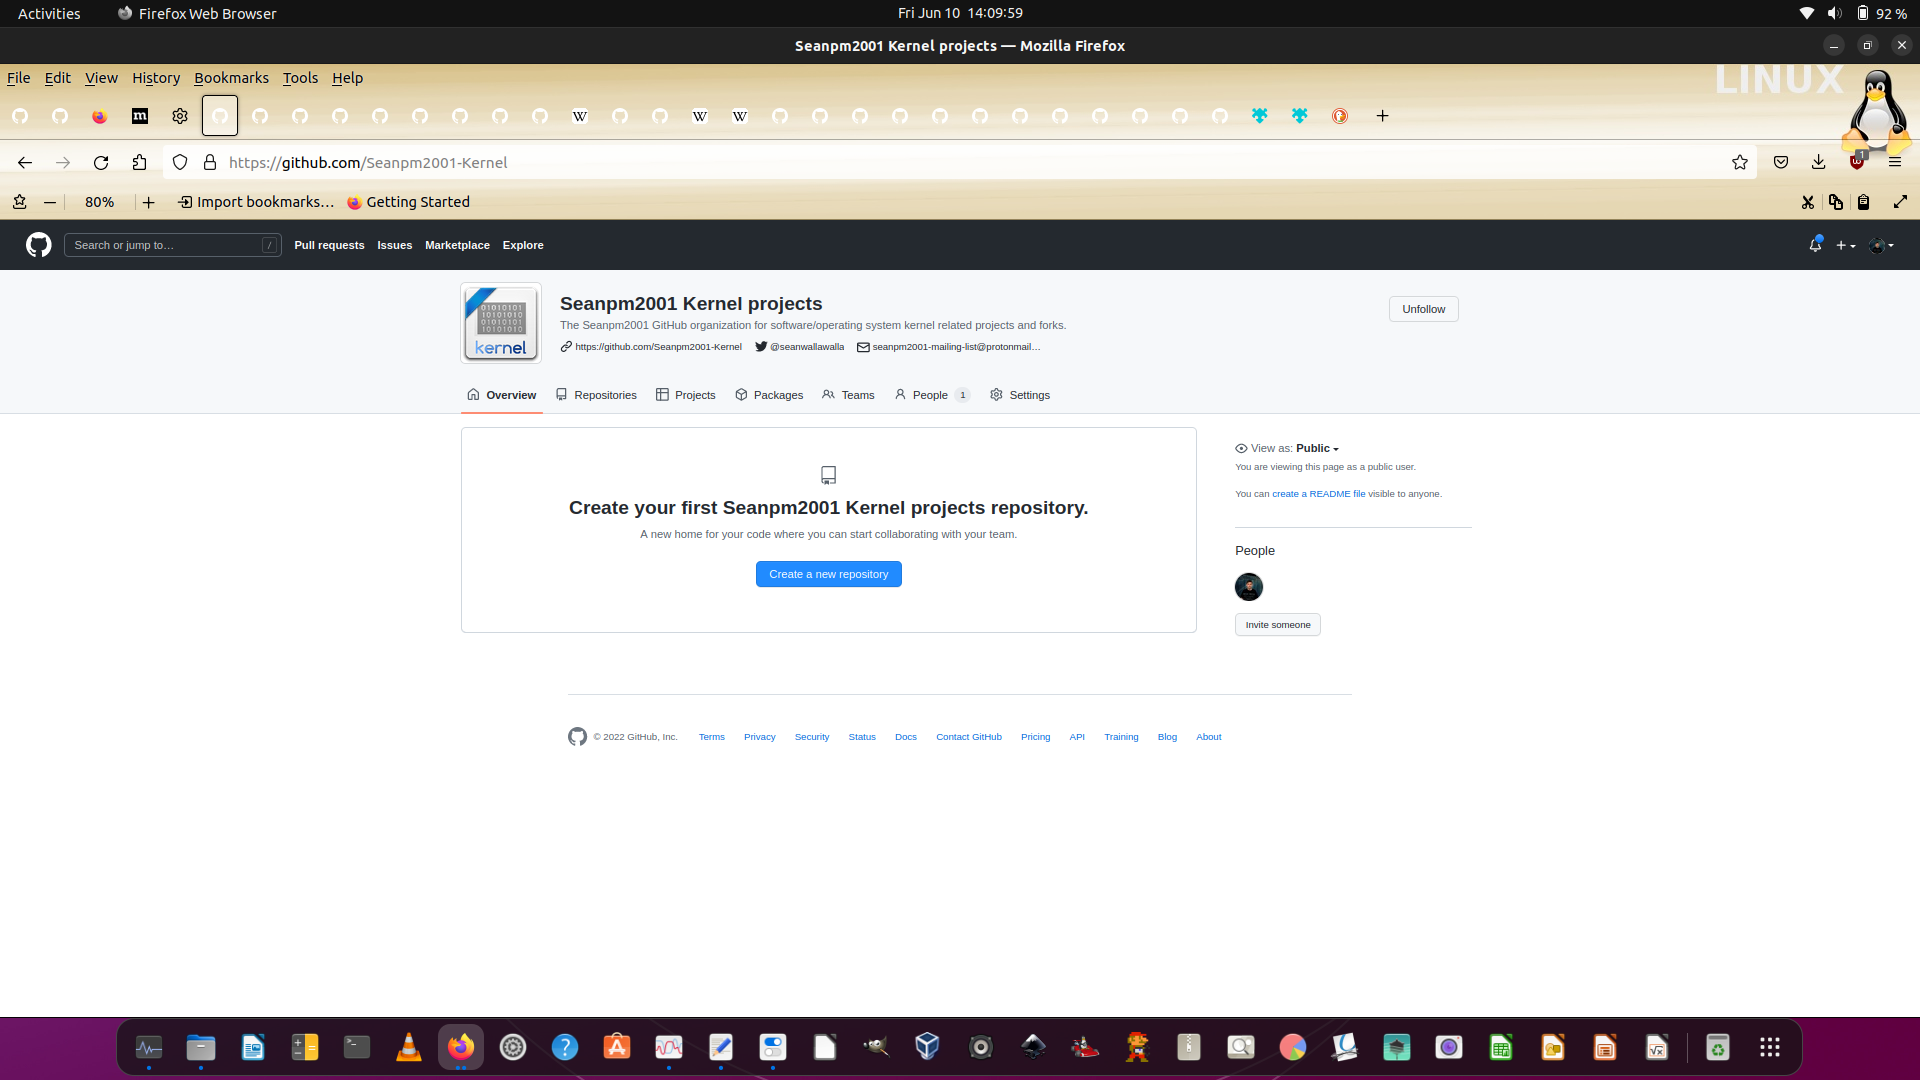 Activities Firefox Web Browser Fri Jun 10 14:09:59 92 %
Seanpm2001 Kernel projects — Mozilla Firefox
File Edit View History Bookmarks Tools Help
LINUX
m W W W
https://github.com/Seanpm2001-Kernel 1
80% Import bookmarks... Getting Started
Search or jump to... / Pull requests Issues Marketplace Explore
Seanpm2001 Kernel projects
Unfollow
The Seanpm2001 GitHub organization for software/operating system kernel related projects and forks.
https://github.com/Seanpm2001-Kernel @seanwallawalla seanpm2001-mailing-list@protonmail...
01010101
10101010
01010101
10101010
kernel
Overview Repositories Projects Packages Teams People 1 Settings
Create your first Seanpm2001 Kernel projects repository.
A new home for your code where you can start collaborating with your team.
Create a new repository
View as: Public
You are viewing this page as a public user.
You can create a README file visible to anyone.
People
Invite someone
© 2022 GitHub, Inc. Terms Privacy Security Status Docs Contact GitHub Pricing API Training Blog About